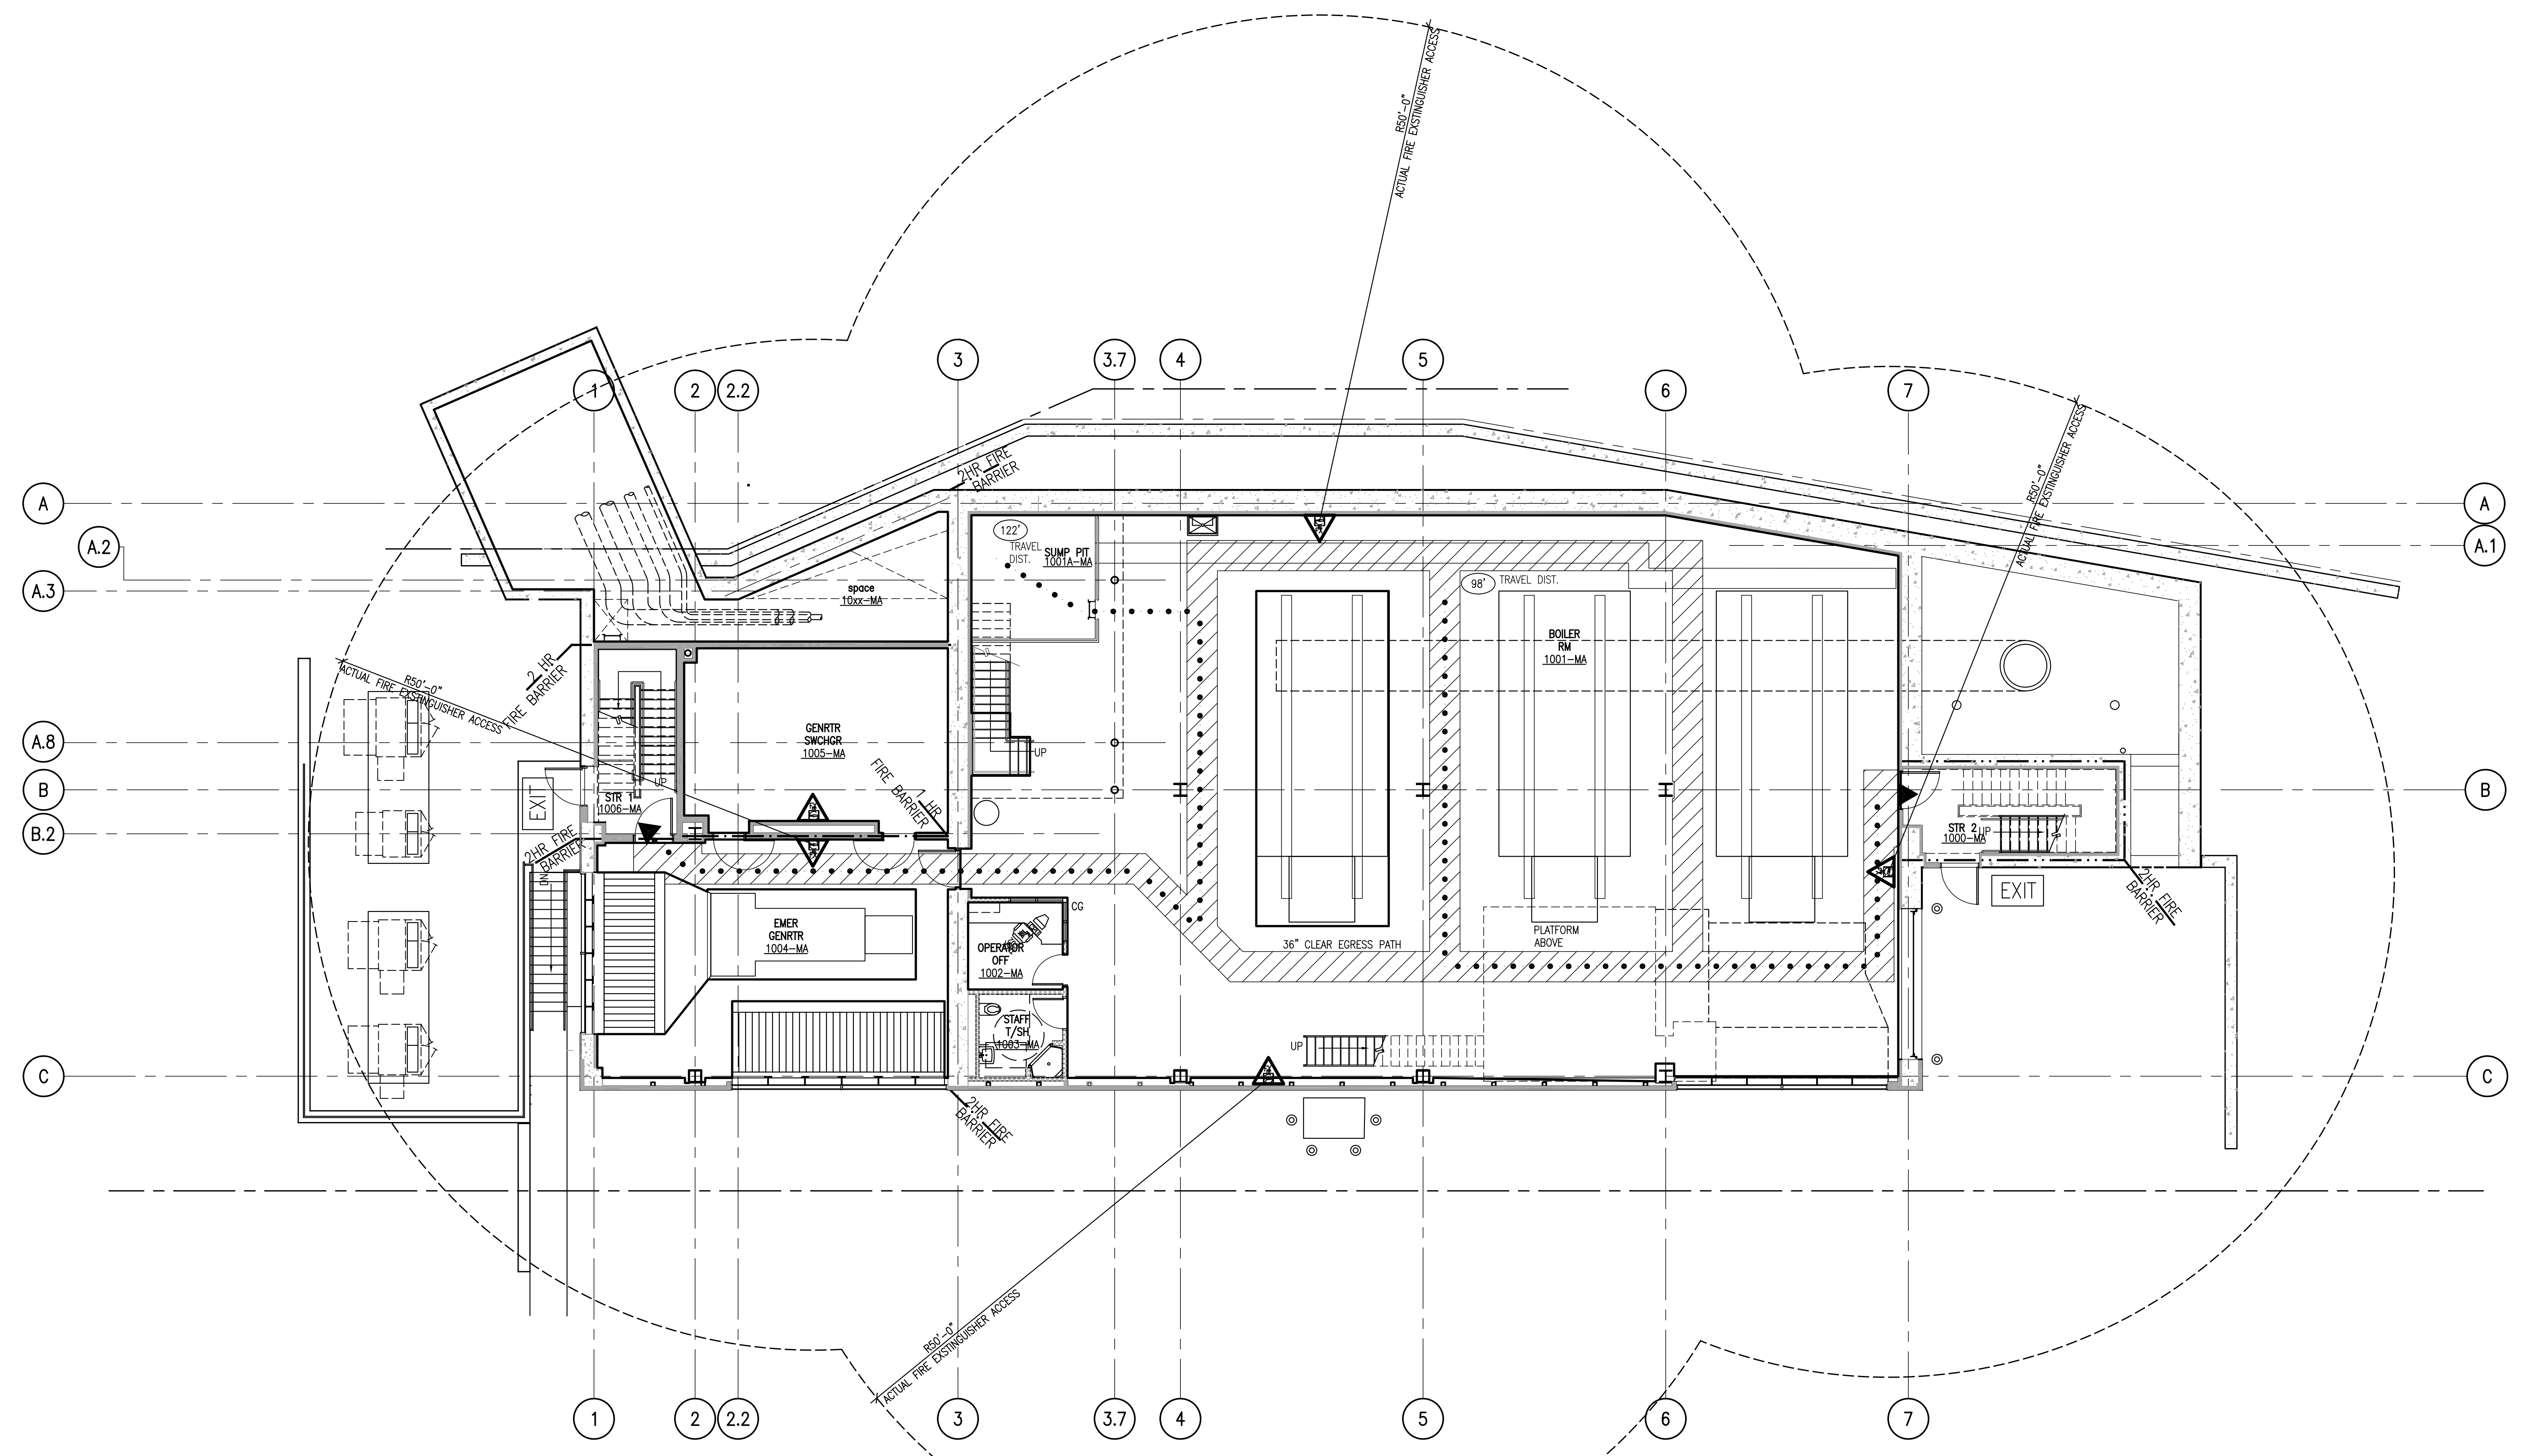 R50'-0"
ACTUAL FIRE EXSTINGUISHER ACCESS
3
3.7
4
5
1
2
2.2
6
7
R50'-0"
ACTUAL FIRE EXSTINGUISHER ACCESS
2HR FIRE
BARRIER
A
A
A.2
A.1
A.3
122'
TRAVEL
DIST.
SUMP PIT
1001A-MA
98'
TRAVEL DIST.
space
10xx-MA
BOILER
RM
1001-MA
2 HR
FIRE BARRIER
R50'-0"
ACTUAL FIRE EXSTINGUISHER ACCESS
GENRTR
SWCHGR
1005-MA
A.8
UP
UP
B
B
EXIT
STR 1
1006-MA
1 HR
FIRE BARRIER
B.2
STR 2
1000-MA
UP
2HR FIRE
BARRIER
DN
EXIT
2HR FIRE
BARRIER
CG
EMER
GENRTR
1004-MA
OPERATOR
OFF
1002-MA
36" CLEAR EGRESS PATH
PLATFORM
ABOVE
STAFF
T/SH
1003-MA
UP
C
C
2HR FIRE
BARRIER
R50'-0"
ACTUAL FIRE EXSTINGUISHER ACCESS
1
2
2.2
3
3.7
4
5
6
7